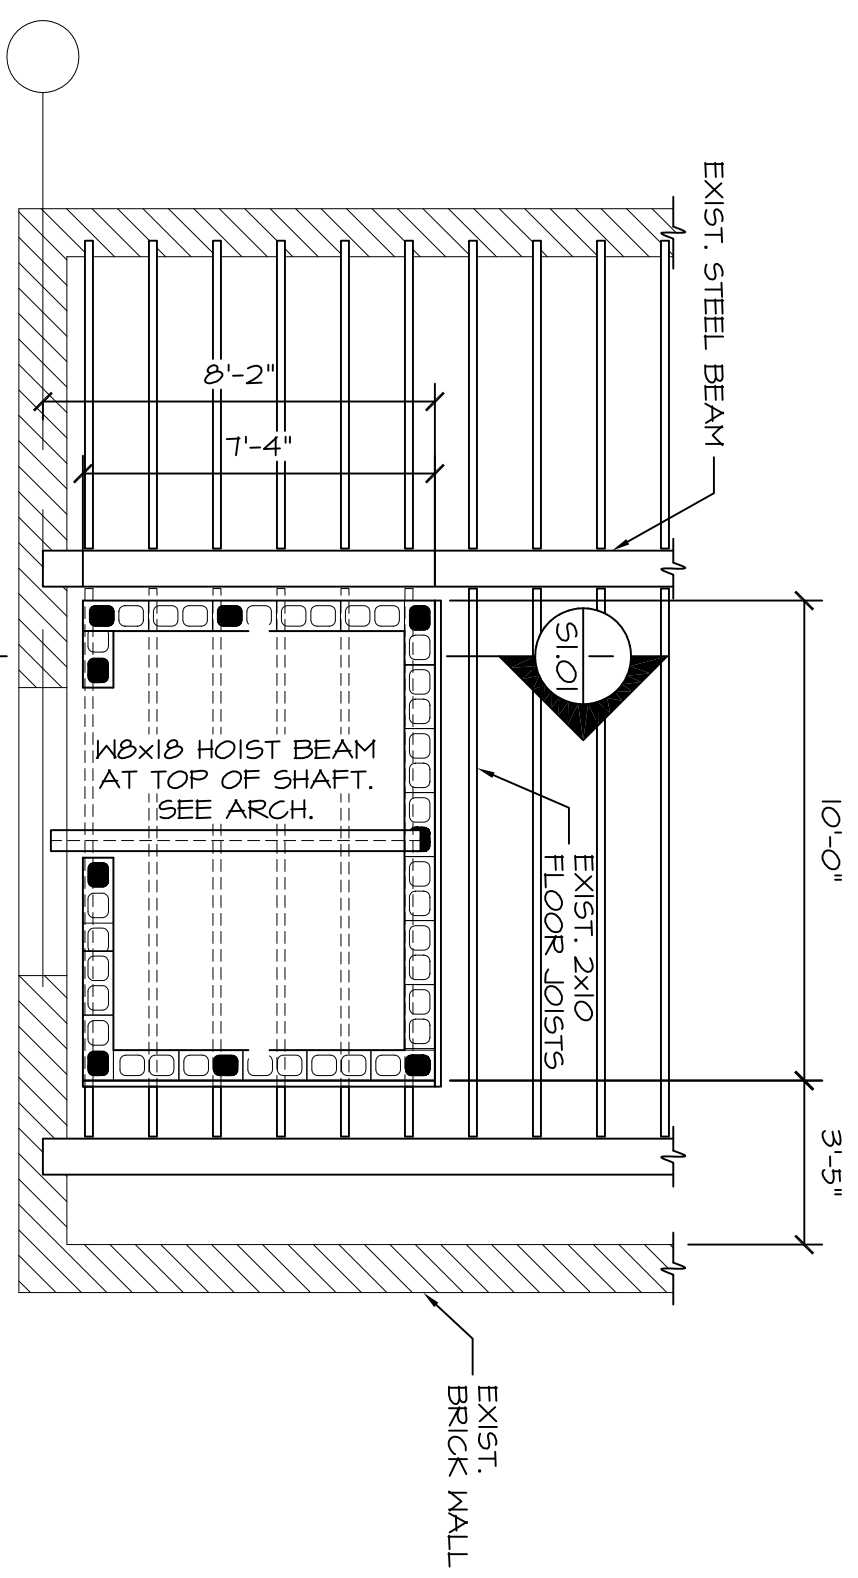 EXIST. STEEL BEAM
8'-2"
7'-4"
1
S1.01
10'-0"
W8x18 HOIST BEAM
AT TOP OF SHAFT.
SEE ARCH.
EXIST. 2x10
FLOOR JOISTS
3'-5"
EXIST.
BRICK WALL